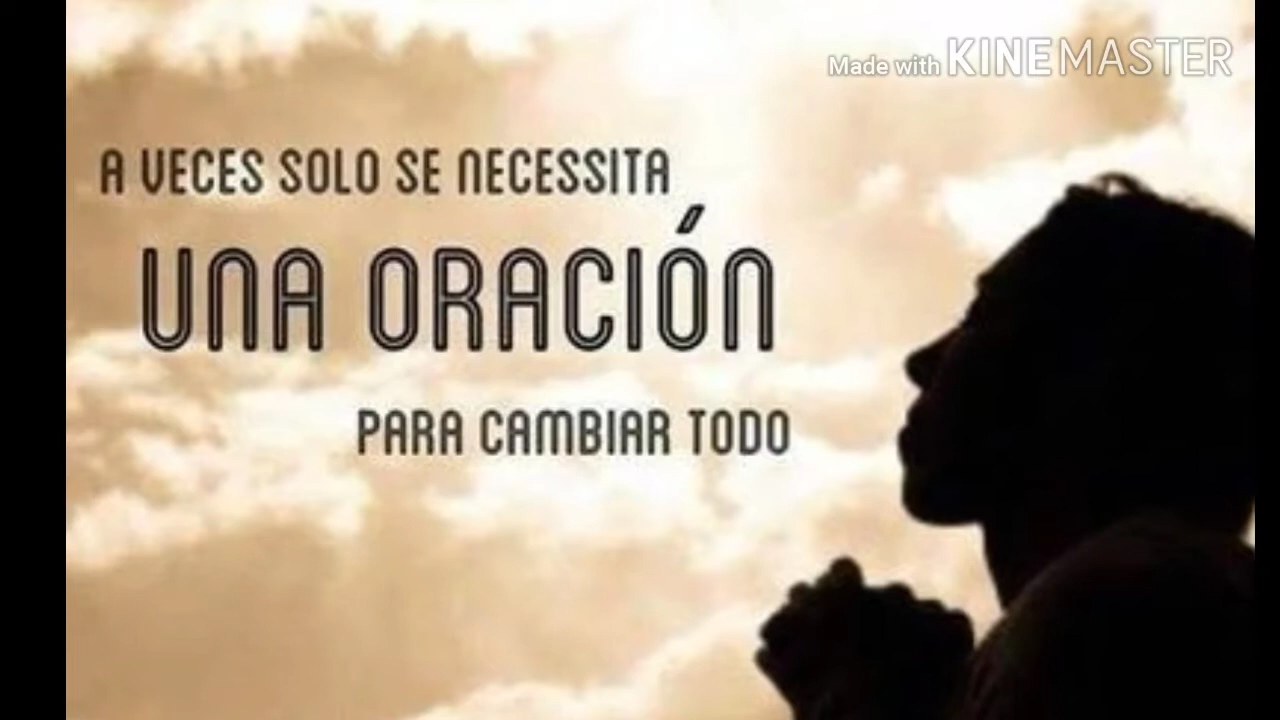 Made with KINEMASTER
A VECES SOLO SE NECESSITA
UNA ORACIÓN
PARA CAMBIAR TODO